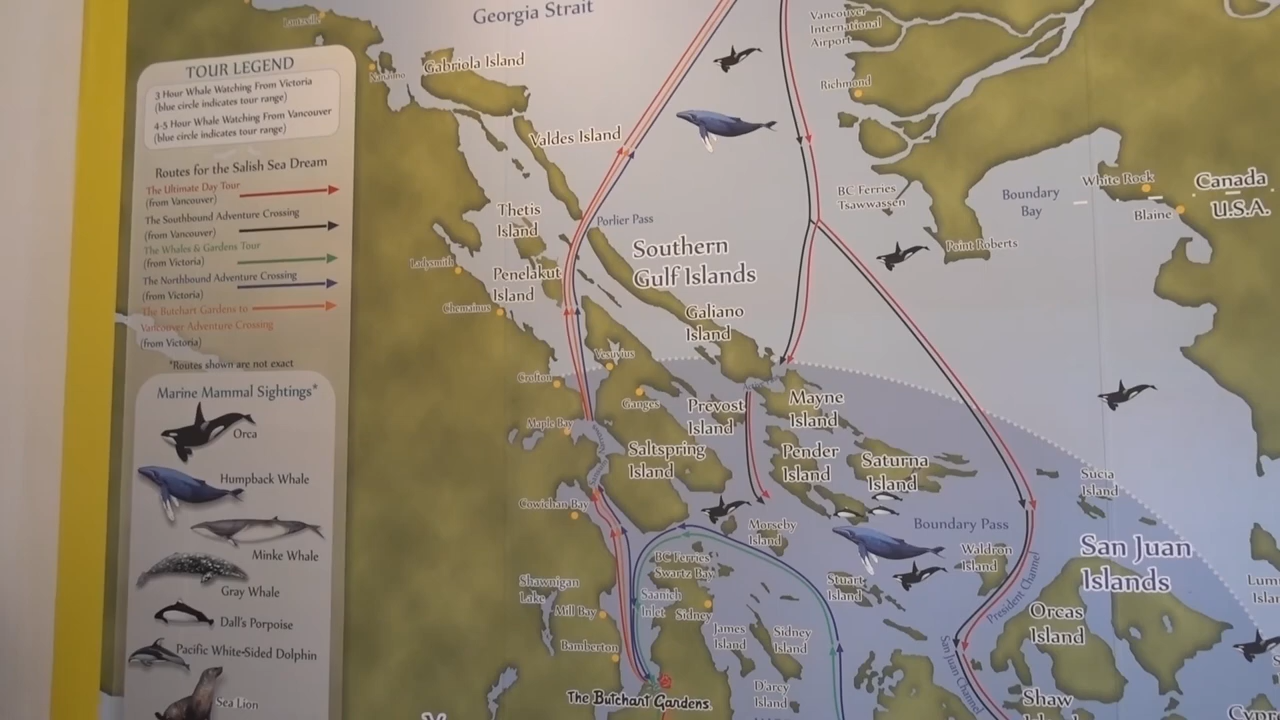 Georgia Strait
Lantzville
Nanaimo
Gabriola Island
Vancouver
International
Airport
Richmond
Valdes Island
TOUR LEGEND
3 Hour Whale Watching From Victoria
(blue circle indicates tour range)
4-5 Hour Whale Watching From Vancouver
(blue circle indicates tour range)
Routes for the Salish Sea Dream
The Ultimate Day Tour
(from Vancouver)
The Southbound Adventure Crossing
(from Vancouver)
The Whales & Gardens Tour
(from Victoria)
The Northbound Adventure Crossing
(from Victoria)
The Butchart Gardens to
Vancouver Adventure Crossing
(from Victoria)
*Routes shown are not exact
Marine Mammal Sightings*
Orca
Humpback Whale
Minke Whale
Gray Whale
Dall's Porpoise
Pacific White-Sided Dolphin
Sea Lion
BC Ferries
Tsawwassen
Boundary
Bay
White Rock
Canada
U.S.A.
Blaine
Point Roberts
Thetis
Island
Porlier Pass
Southern
Gulf Islands
Ladysmith
Penelakut
Island
Chemainus
Galiano
Island
Vesuvius
Crofton
Ganges
Maple Bay
Prevost
Island
Mayne
Island
Saltspring
Island
Pender
Island
Saturna
Island
Sucia
Island
Cowichan Bay
Moresby
Island
Boundary Pass
Waldron
Island
San Juan
Islands
BC Ferries
Swartz Bay
Stuart
Island
President Channel
Shawnigan
Lake
Mill Bay
Saanich
Inlet
Sidney
Orcas
Island
James
Island
Sidney
Island
Bamberton
San Juan Channel
The Butchart Gardens
D'arcy
Island
Shaw